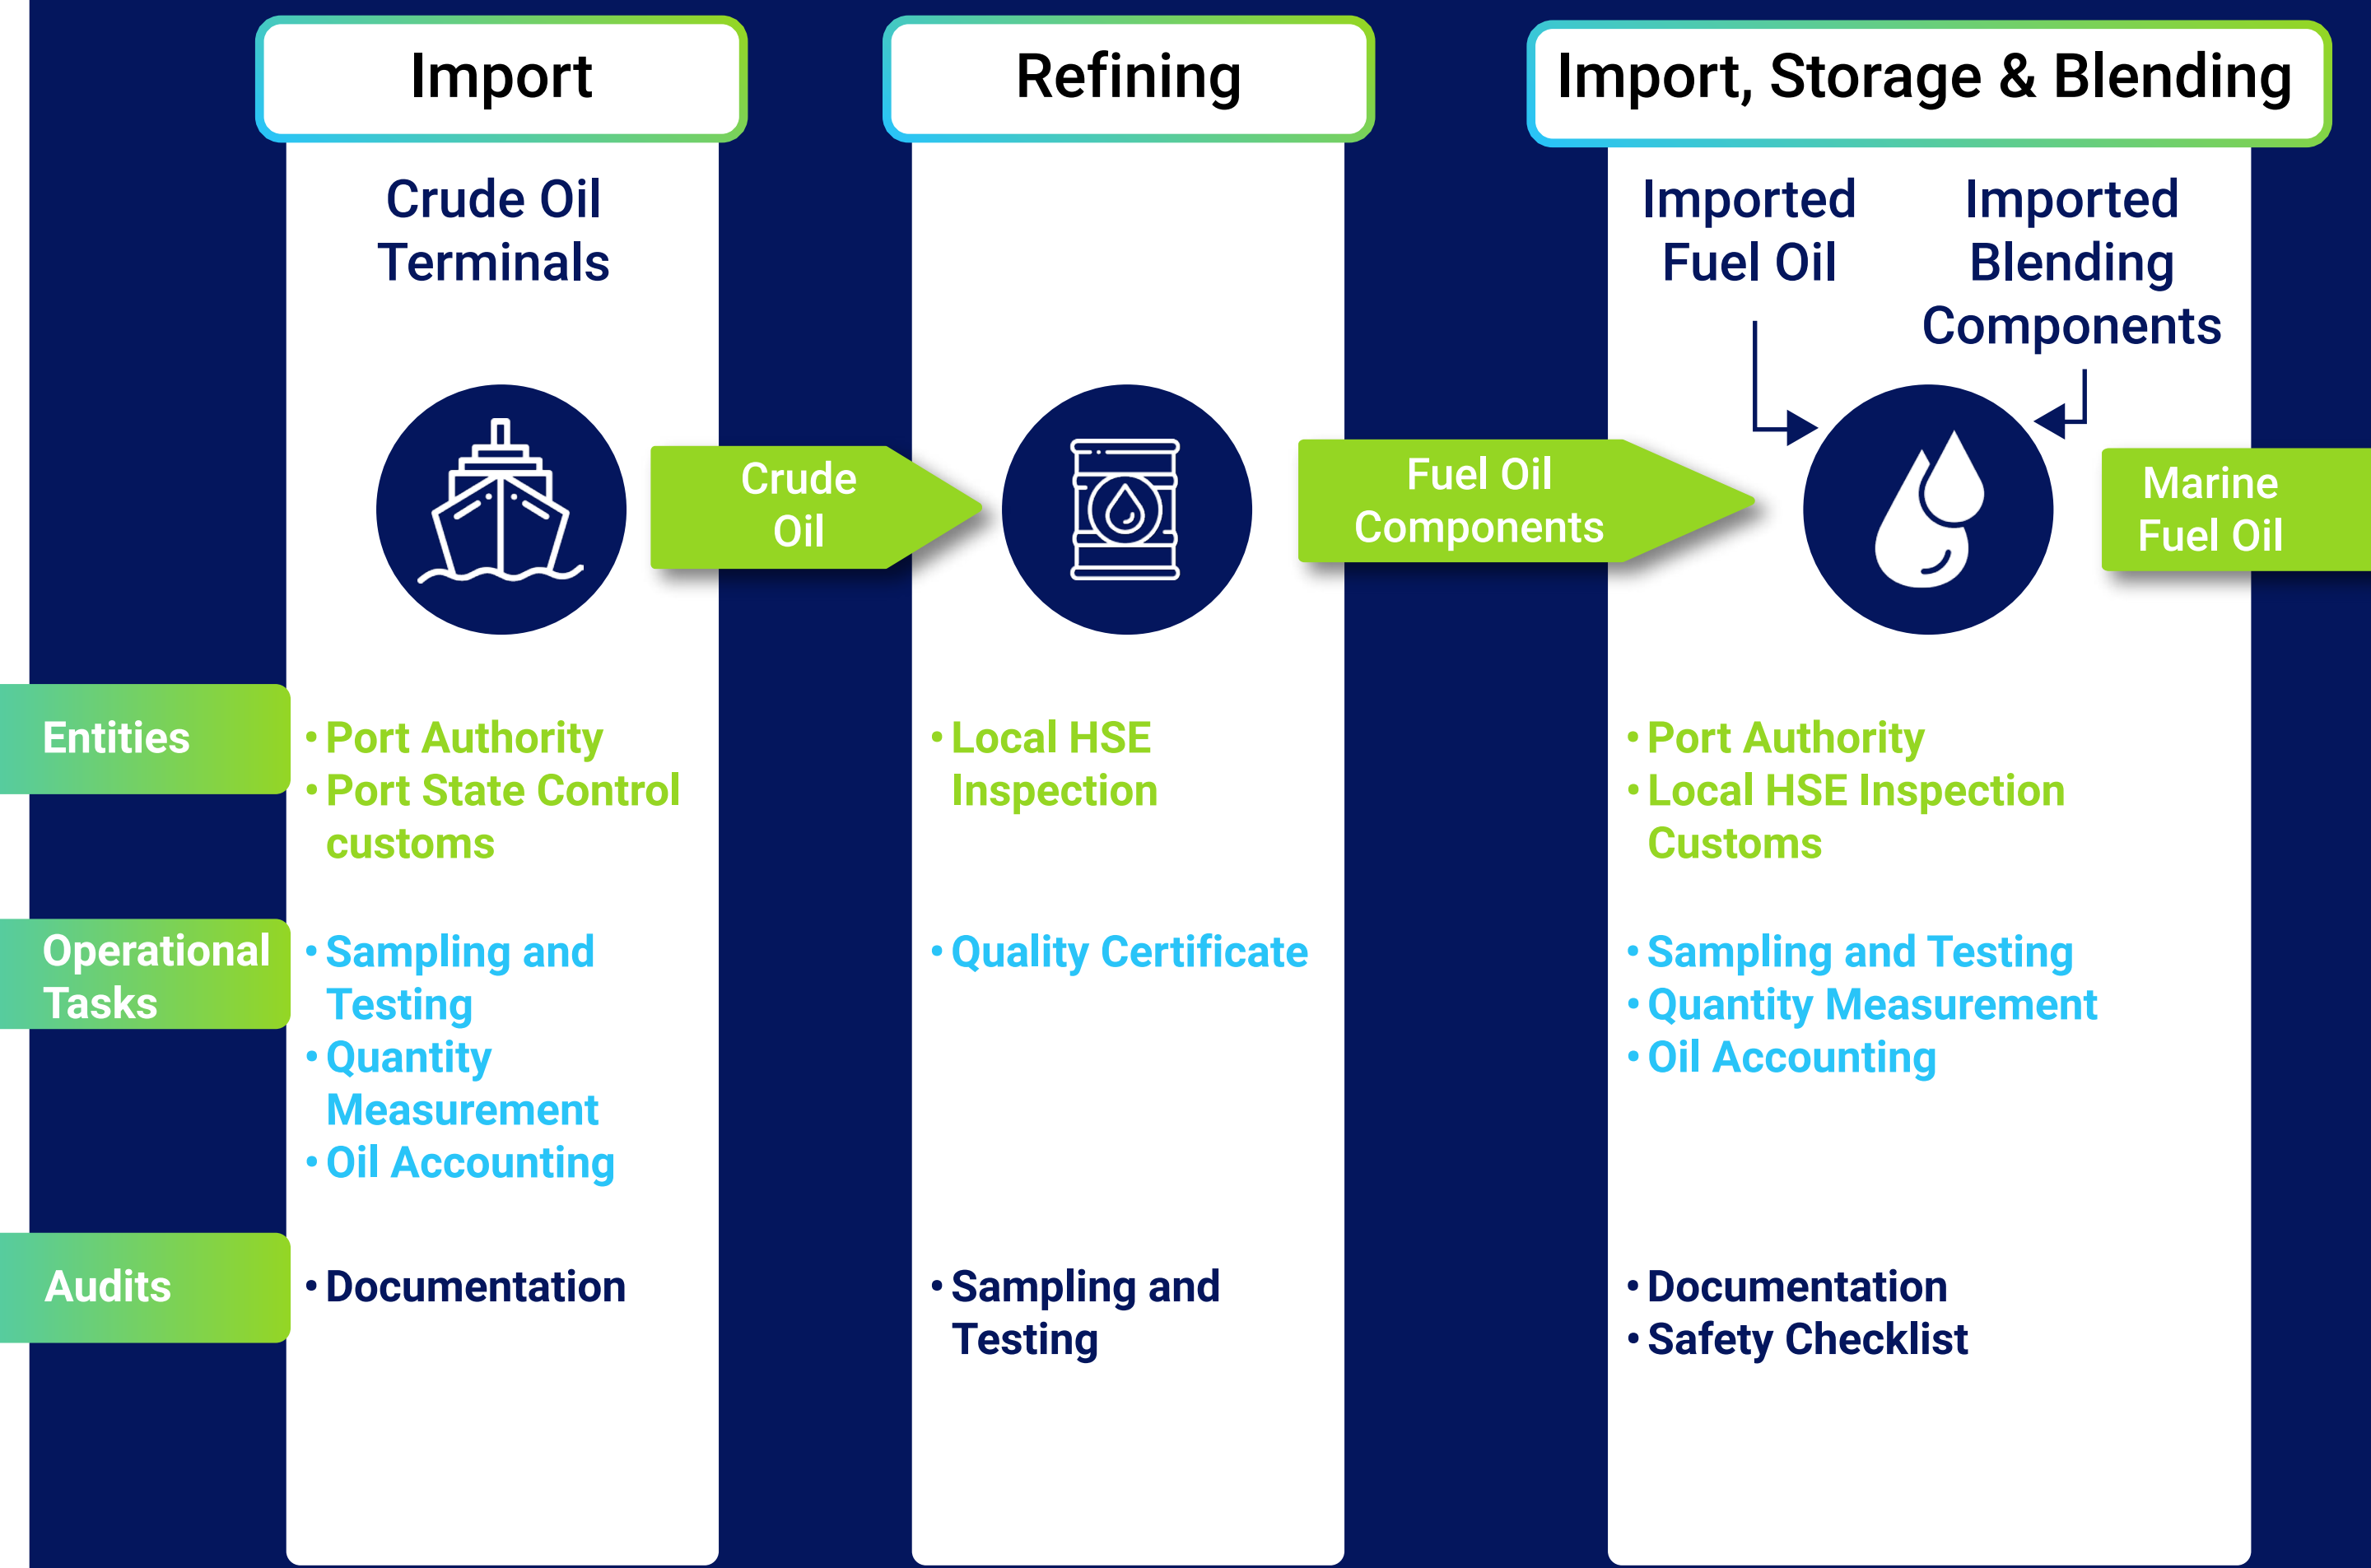 Import
Refining
Import, Storage & Blending
Crude Oil
Terminals
Imported
Fuel Oil
Imported
Blending
Components
Crude
Oil
Fuel Oil
Components
Marine
Fuel Oil
Entities
• Port Authority
• Port State Control
customs
• Local HSE
Inspection
• Port Authority
• Local HSE Inspection
Customs
Operational
Tasks
• Sampling and
Testing
• Quantity
Measurement
• Oil Accounting
• Quality Certificate
• Sampling and Testing
• Quantity Measurement
• Oil Accounting
Audits
• Documentation
• Sampling and
Testing
• Documentation
• Safety Checklist